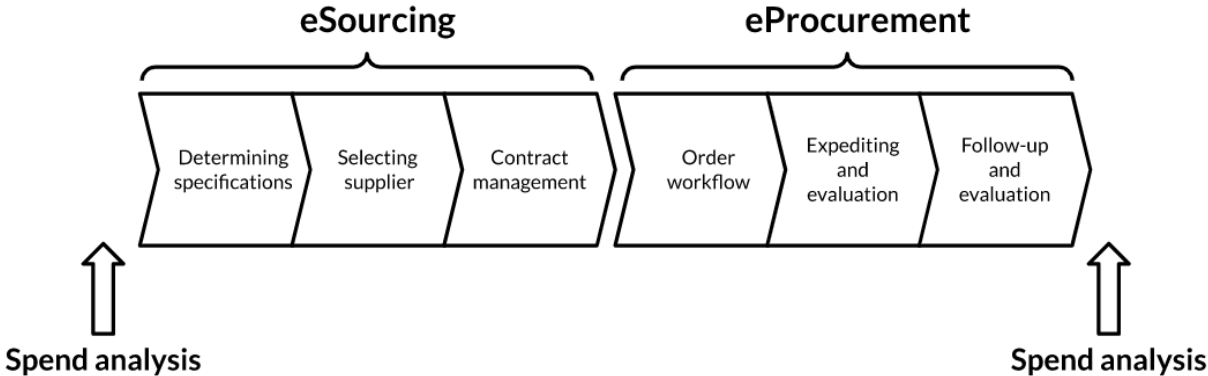 eSourcing
eProcurement
Determining
specifications
Selecting
supplier
Contract
management
Order
workflow
Expediting
and
evaluation
Follow-up
and
evaluation
Spend analysis
Spend analysis